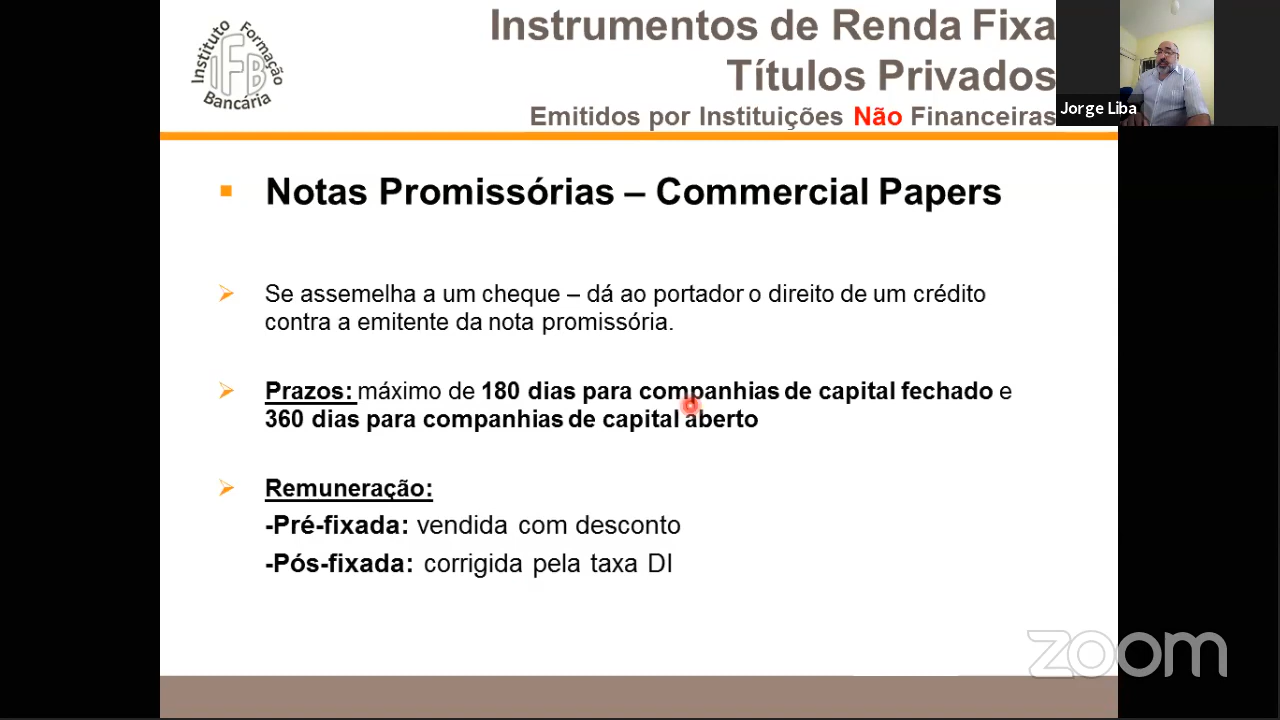 Instituto Formação
IFB
Bancária
Instrumentos de Renda Fixa
Títulos Privados
Emitidos por Instituições Não Financeiras
Jorge Liba
Notas Promissórias – Commercial Papers
Se assemelha a um cheque – dá ao portador o direito de um crédito
contra a emitente da nota promissória.
Prazos: máximo de 180 dias para companhias de capital fechado e
360 dias para companhias de capital aberto
Remuneração:
-Pré-fixada: vendida com desconto
-Pós-fixada: corrigida pela taxa DI
zoom